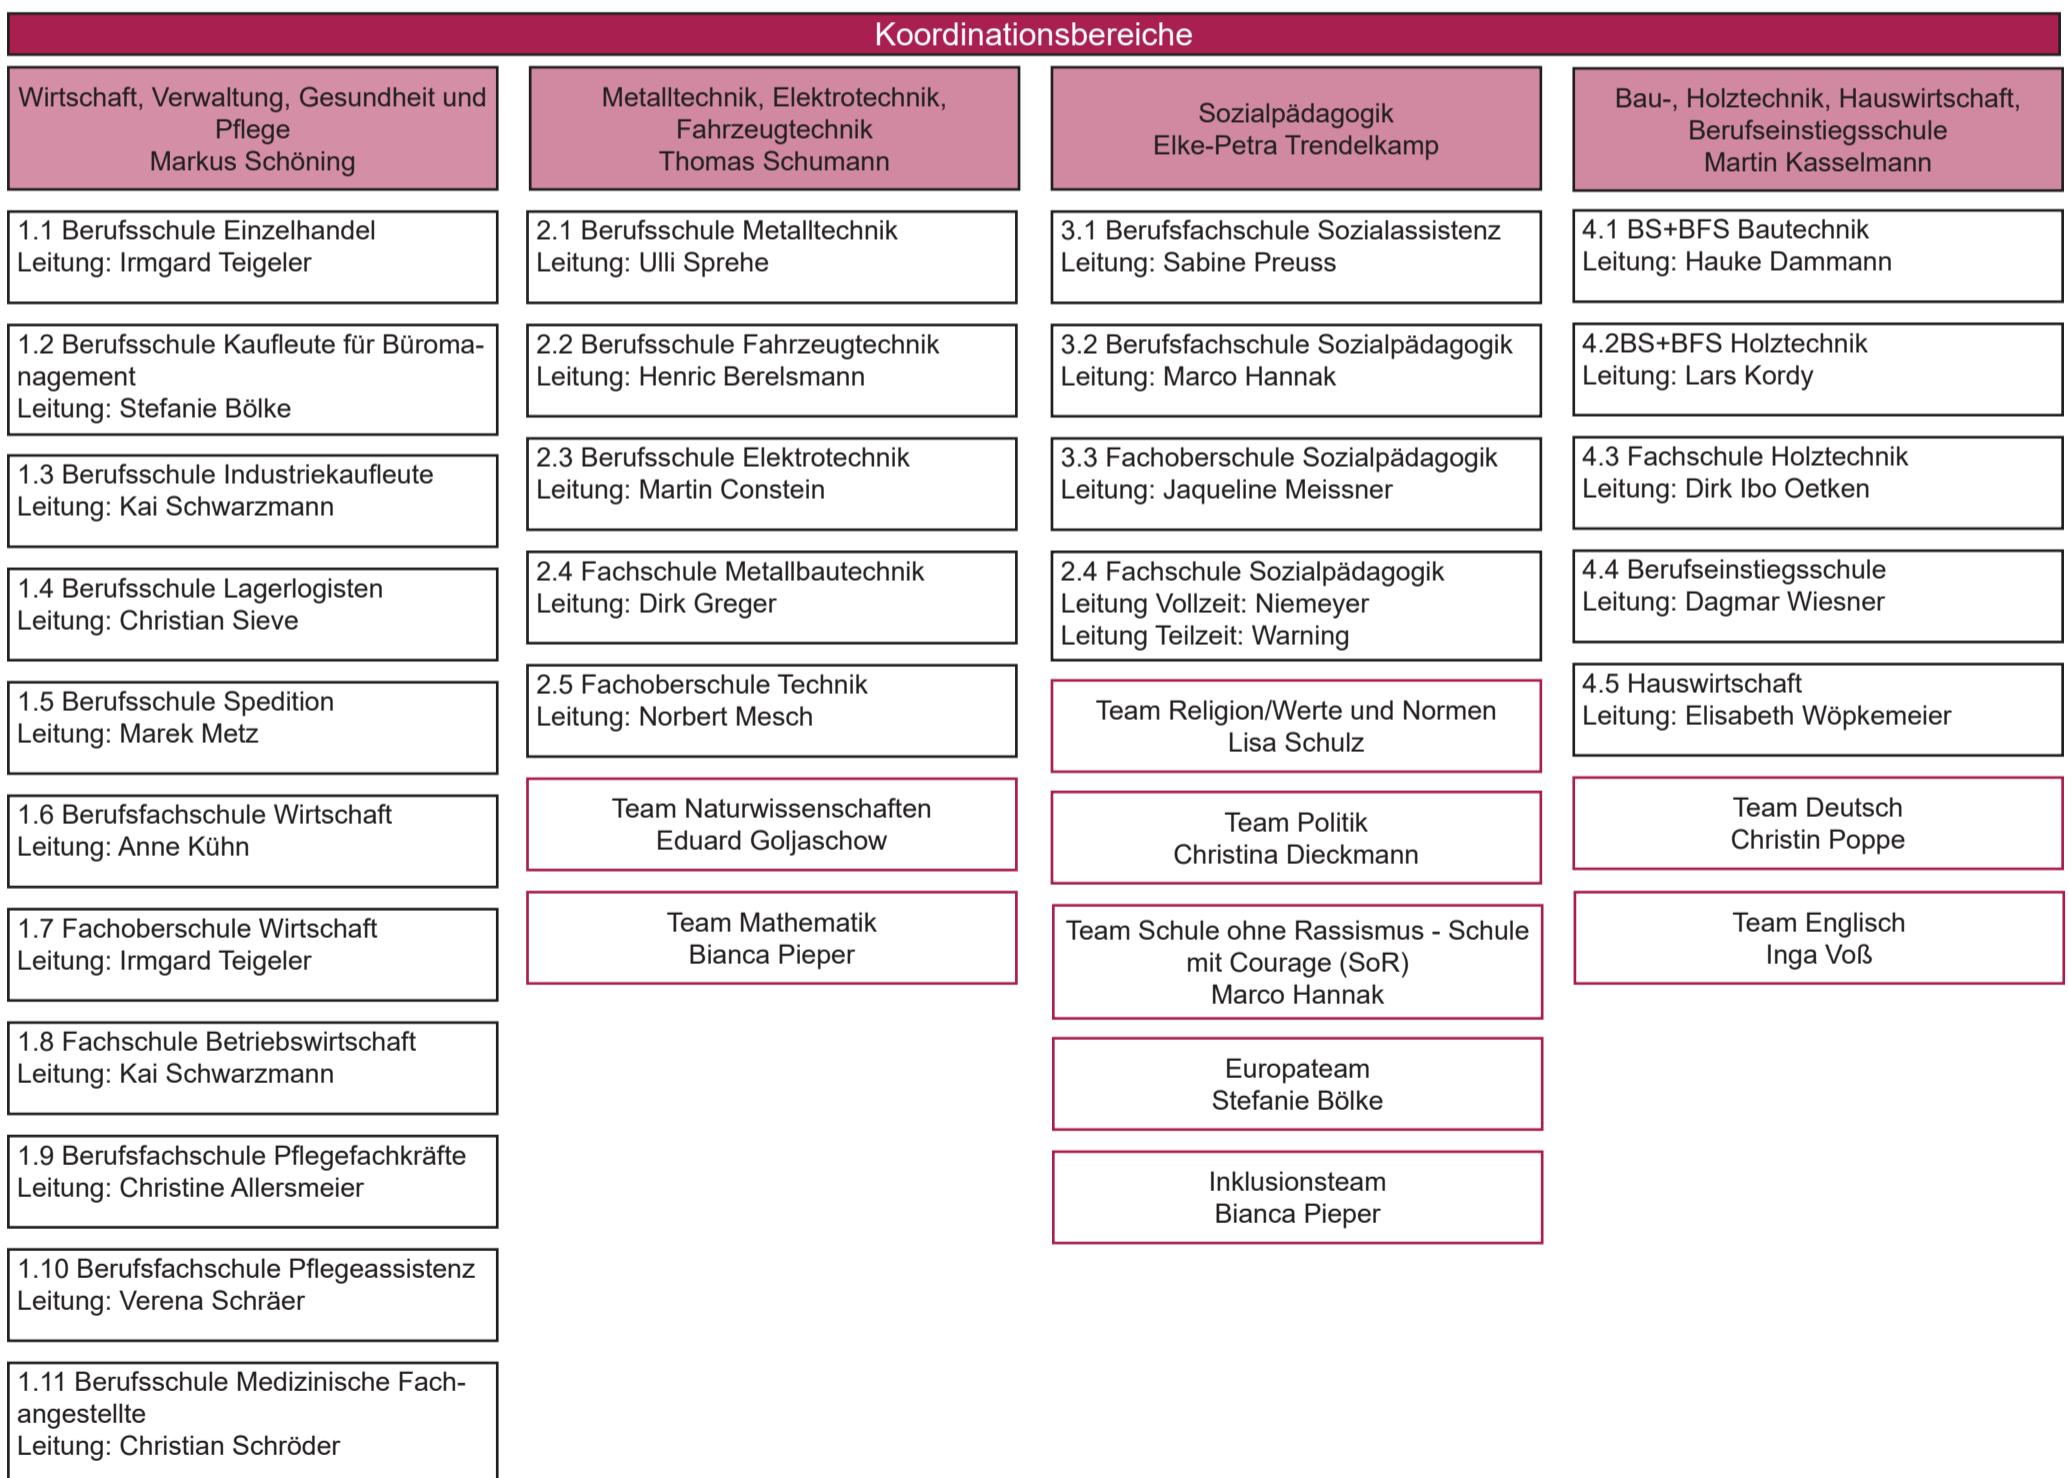 Koordinationsbereiche
Wirtschaft, Verwaltung, Gesundheit und
Pflege
Markus Schöning
1.1 Berufsschule Einzelhandel
Leitung: Irmgard Teigeler
1.2 Berufsschule Kaufleute für Büroma-
nagement
Leitung: Stefanie Bölke
1.3 Berufsschule Industriekaufleute
Leitung: Kai Schwarzmann
1.4 Berufsschule Lagerlogisten
Leitung: Christian Sieve
1.5 Berufsschule Spedition
Leitung: Marek Metz
1.6 Berufsfachschule Wirtschaft
Leitung: Anne Kühn
1.7 Fachoberschule Wirtschaft
Leitung: Irmgard Teigeler
1.8 Fachschule Betriebswirtschaft
Leitung: Kai Schwarzmann
1.9 Berufsfachschule Pflegefachkräfte
Leitung: Christine Allersmeier
1.10 Berufsfachschule Pflegeassistenz
Leitung: Verena Schräer
1.11 Berufsschule Medizinische Fach-
angestellte
Leitung: Christian Schröder
Metalltechnik, Elektrotechnik,
Fahrzeugtechnik
Thomas Schumann
2.1 Berufsschule Metalltechnik
Leitung: Ulli Sprehe
2.2 Berufsschule Fahrzeugtechnik
Leitung: Henric Berelsmann
2.3 Berufsschule Elektrotechnik
Leitung: Martin Constein
2.4 Fachschule Metallbautechnik
Leitung: Dirk Greger
2.5 Fachoberschule Technik
Leitung: Norbert Mesch
Team Naturwissenschaften
Eduard Goljaschow
Team Mathematik
Bianca Pieper
Sozialpädagogik
Elke-Petra Trendelkamp
3.1 Berufsfachschule Sozialassistenz
Leitung: Sabine Preuss
3.2 Berufsfachschule Sozialpädagogik
Leitung: Marco Hannak
3.3 Fachoberschule Sozialpädagogik
Leitung: Jaqueline Meissner
2.4 Fachschule Sozialpädagogik
Leitung Vollzeit: Niemeyer
Leitung Teilzeit: Warning
Team Religion/Werte und Normen
Lisa Schulz
Team Politik
Christina Dieckmann
Team Schule ohne Rassismus - Schule
mit Courage (SoR)
Marco Hannak
Europateam
Stefanie Bölke
Inklusionsteam
Bianca Pieper
Bau-, Holztechnik, Hauswirtschaft,
Berufseinstiegsschule
Martin Kasselmann
4.1 BS+BFS Bautechnik
Leitung: Hauke Dammann
4.2BS+BFS Holztechnik
Leitung: Lars Kordy
4.3 Fachschule Holztechnik
Leitung: Dirk Ibo Oetken
4.4 Berufseinstiegsschule
Leitung: Dagmar Wiesner
4.5 Hauswirtschaft
Leitung: Elisabeth Wöpkemeier
Team Deutsch
Christin Poppe
Team Englisch
Inga Voß